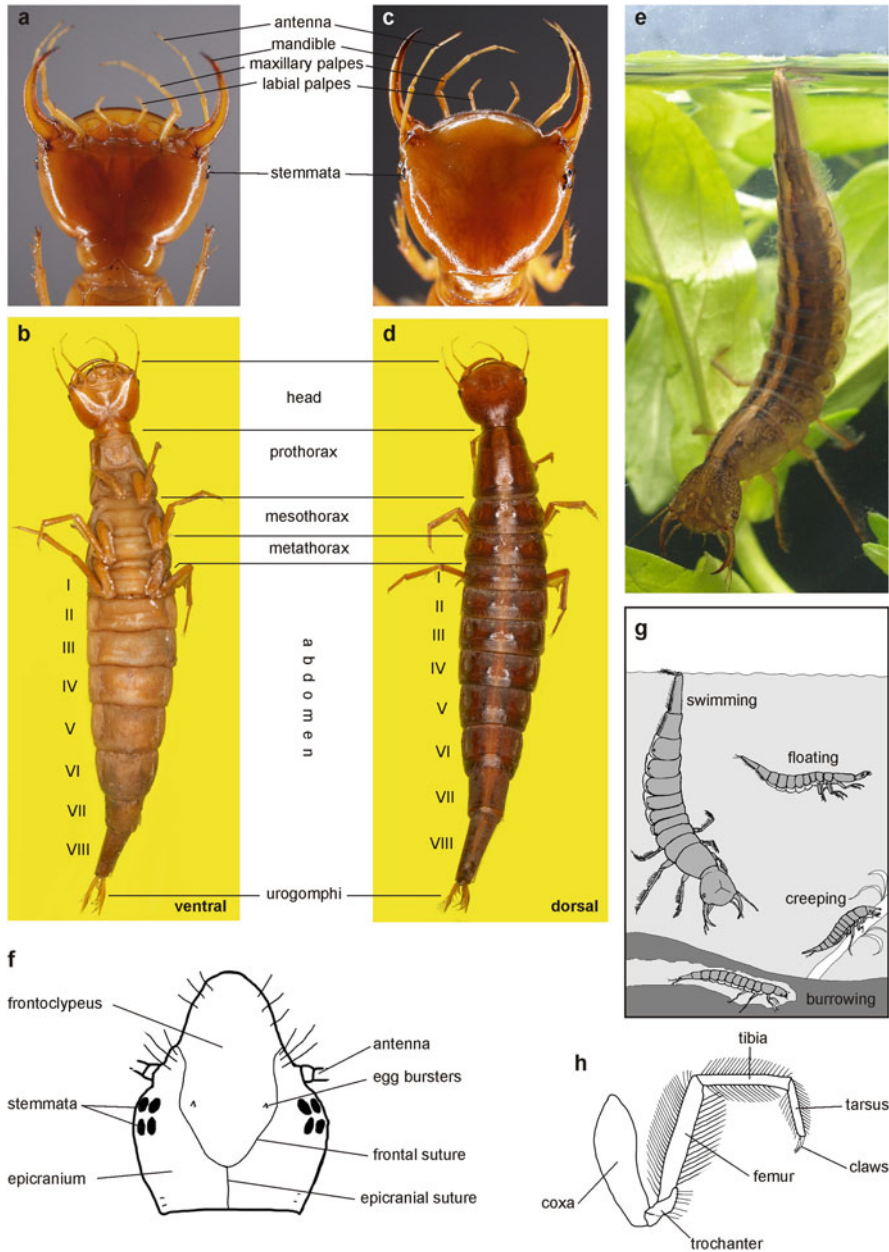 a
c
e
antenna
mandible
maxillary palpes
labial palpes
stemmata
b
d
head
prothorax
mesothorax
metathorax
I
II
III
IV
V
VI
VII
VIII
abdomen
I
II
III
IV
V
VI
VII
VIII
urogomphi
ventral
dorsal
g
swimming
floating
creeping
burrowing
f
frontoclypeus
stemmata
epicranium
antenna
egg bursters
frontal suture
epicranial suture
h
tibia
tarsus
claws
femur
coxa
trochanter